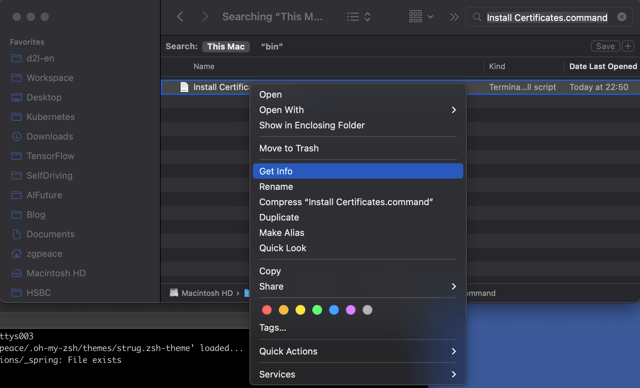 Searching “This M...
Install Certificates.command
Favorites
d2l-en
Workspace
Desktop
Kubernetes
Downloads
TensorFlow
SelfDriving
AIFuture
Blog
Documents
zgpeace
Macintosh HD
HSBC
Search: This Mac “bin” Save
Name Kind Date Last Opened
Install Certifica Termina...ll script Today at 22:50
Open
Open With
Show in Enclosing Folder
Move to Trash
Get Info
Rename
Compress “Install Certificates.command”
Duplicate
Make Alias
Quick Look
Copy
Share
Tags...
Quick Actions
Services
Macintosh HD
ommand
ttys003
peace/.oh-my-zsh/themes/strug.zsh-theme' loaded...
ions/_spring: File exists